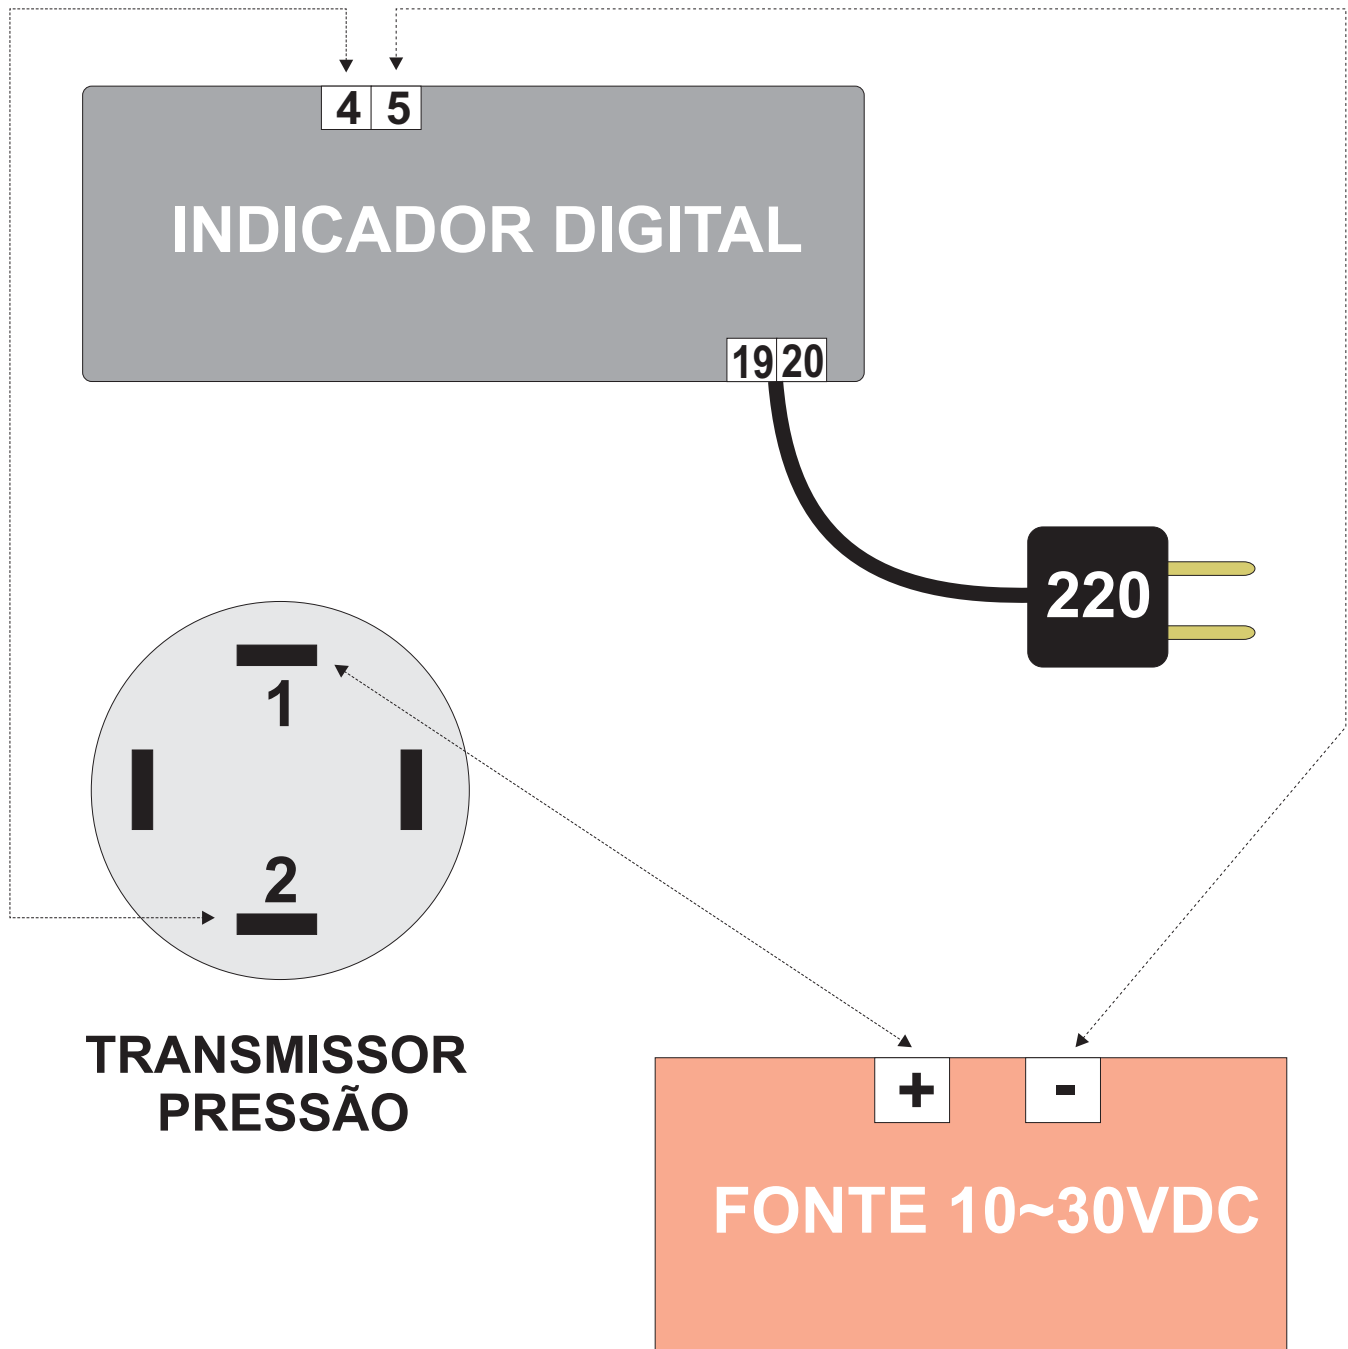 4 5
INDICADOR DIGITAL
19 20
220
1
2
TRANSMISSOR
PRESSÃO
+ -
FONTE 10~30VDC